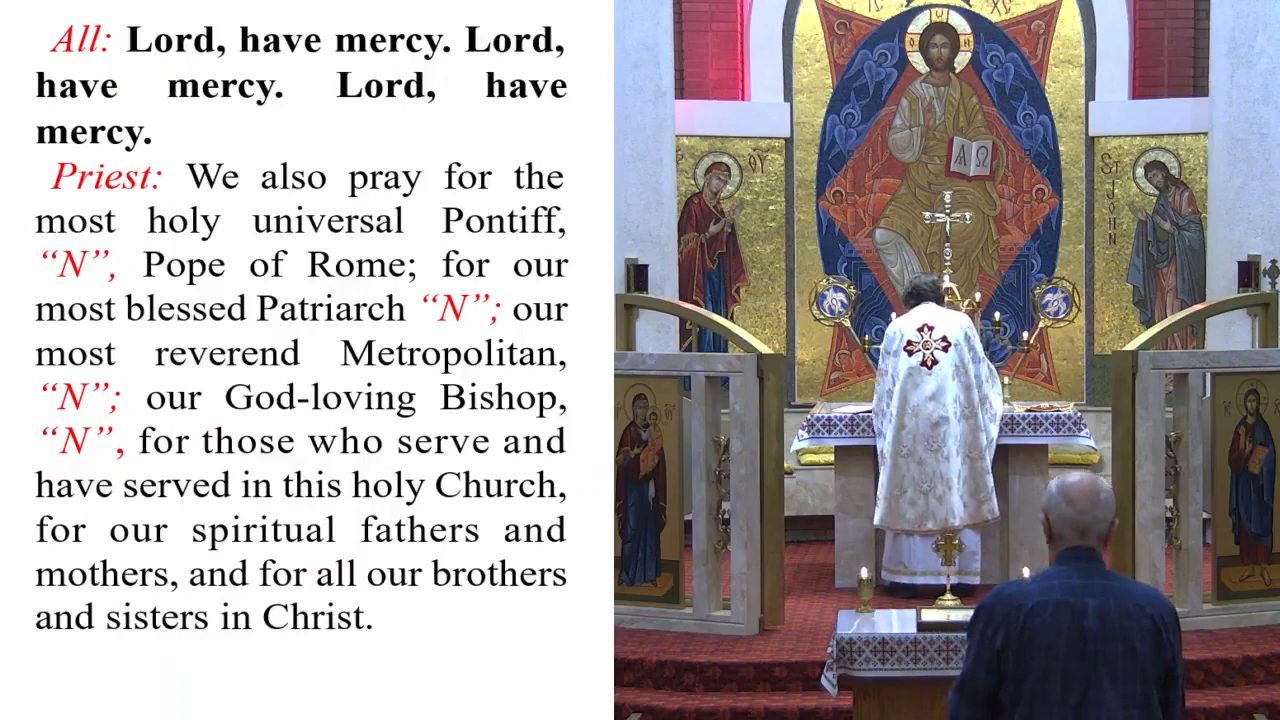 All: Lord, have mercy. Lord,
have mercy. Lord, have
mercy.
Priest: We also pray for the
most holy universal Pontiff,
“N”, Pope of Rome; for our
most blessed Patriarch “N”; our
most reverend Metropolitan,
“N”; our God-loving Bishop,
“N”, for those who serve and
have served in this holy Church,
for our spiritual fathers and
mothers, and for all our brothers
and sisters in Christ.
IC XC
Ὁ Ω Ν
Α Ω
ΘΥ
ST
JOHN